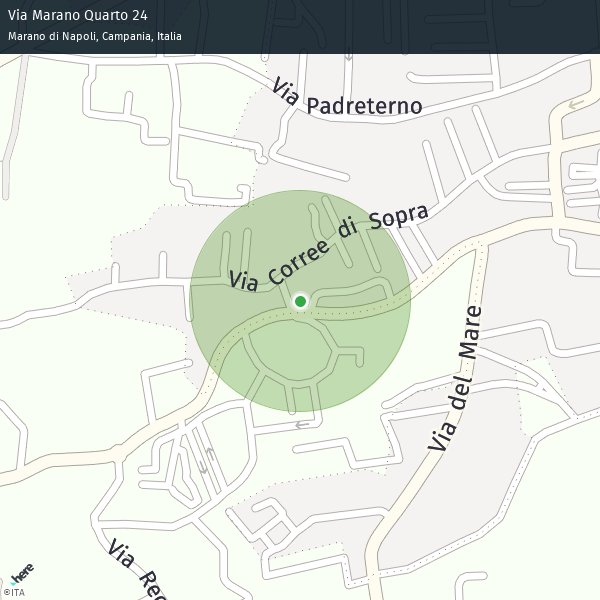 Via Marano Quarto 24
Marano di Napoli, Campania, Italia
Via Padreterno
Via Corree di Sopra
Via del Mare
Via Rec
here
©ITA